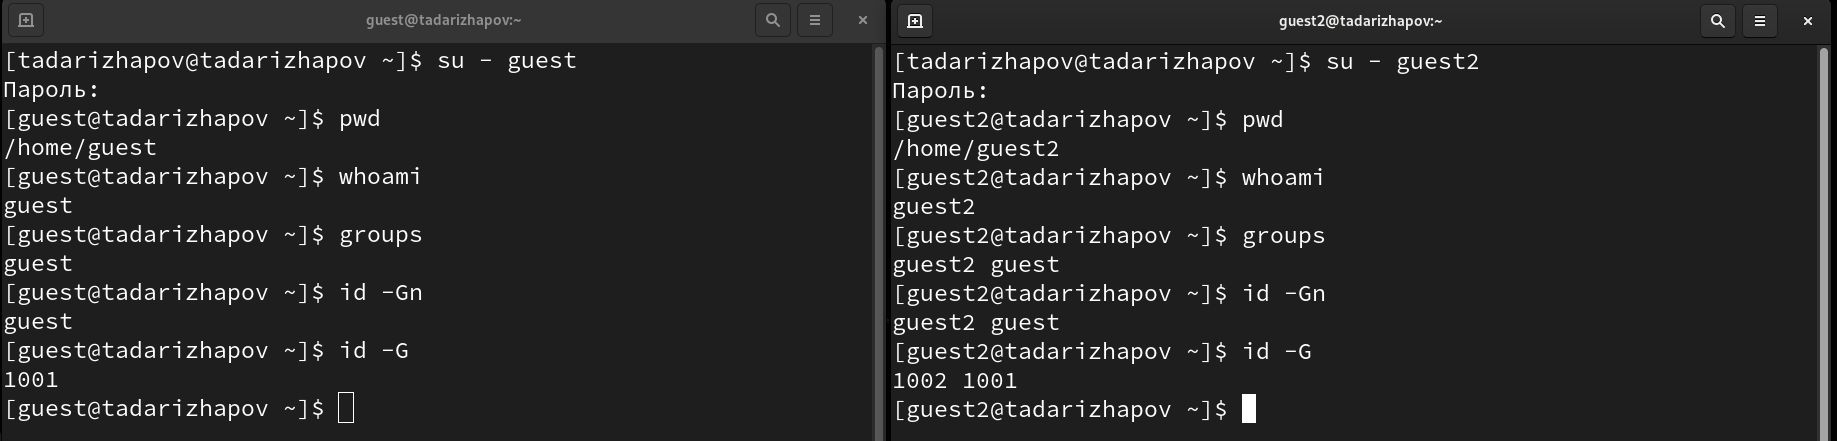 guest@tadarizhapov:~
[tadarizhapov@tadarizhapov ~]$ su - guest
Пароль:
[guest@tadarizhapov ~]$ pwd
/home/guest
[guest@tadarizhapov ~]$ whoami
guest
[guest@tadarizhapov ~]$ groups
guest
[guest@tadarizhapov ~]$ id -Gn
guest
[guest@tadarizhapov ~]$ id -G
1001
[guest@tadarizhapov ~]$
guest2@tadarizhapov:~
[tadarizhapov@tadarizhapov ~]$ su - guest2
Пароль:
[guest2@tadarizhapov ~]$ pwd
/home/guest2
[guest2@tadarizhapov ~]$ whoami
guest2
[guest2@tadarizhapov ~]$ groups
guest2 guest
[guest2@tadarizhapov ~]$ id -Gn
guest2 guest
[guest2@tadarizhapov ~]$ id -G
1002 1001
[guest2@tadarizhapov ~]$